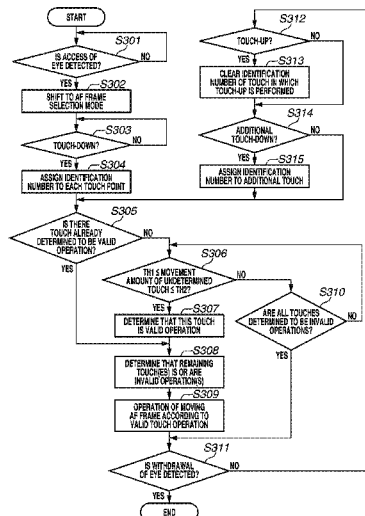 START
S301
IS ACCESS OF
EYE DETECTED?
NO
YES
S302
SHIFT TO AF FRAME
SELECTION MODE
S303
TOUCH-DOWN?
NO
YES
S304
ASSIGN IDENTIFICATION
NUMBER TO EACH TOUCH POINT
S305
IS THERE
TOUCH ALREADY
DETERMINED TO BE VALID
OPERATION?
NO
YES
S306
TH1 ≤ MOVEMENT
AMOUNT OF UNDETERMINED
TOUCH ≤ TH2?
NO
YES
S307
DETERMINE THAT THIS TOUCH
IS VALID OPERATION
S308
DETERMINE THAT REMAINING
TOUCH(ES) IS OR ARE
INVALID OPERATION(S)
S309
OPERATION OF MOVING
AF FRAME ACCORDING TO
VALID TOUCH OPERATION
S310
ARE ALL TOUCHES
DETERMINED TO BE INVALID
OPERATIONS?
NO
YES
S311
IS WITHDRAWAL
OF EYE DETECTED?
NO
YES
END
S312
TOUCH-UP?
NO
YES
S313
CLEAR IDENTIFICATION
NUMBER OF TOUCH IN WHICH
TOUCH-UP IS PERFORMED
S314
ADDITIONAL
TOUCH-DOWN?
NO
YES
S315
ASSIGN IDENTIFICATION
NUMBER TO ADDITIONAL TOUCH